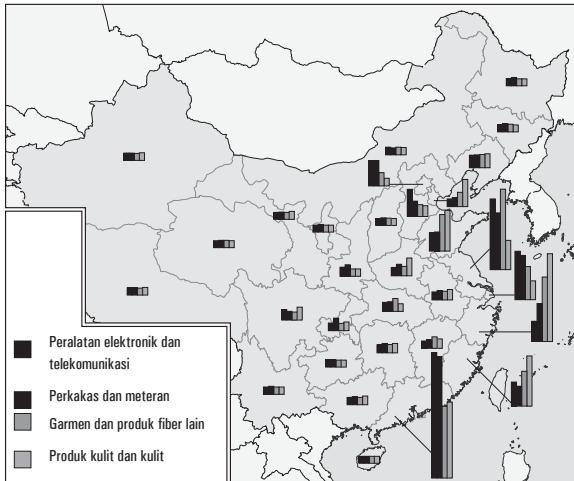 Peralatan elektronik dan
telekomunikasi
Perkakas dan meteran
Garmen dan produk fiber lain
Produk kulit dan kulit